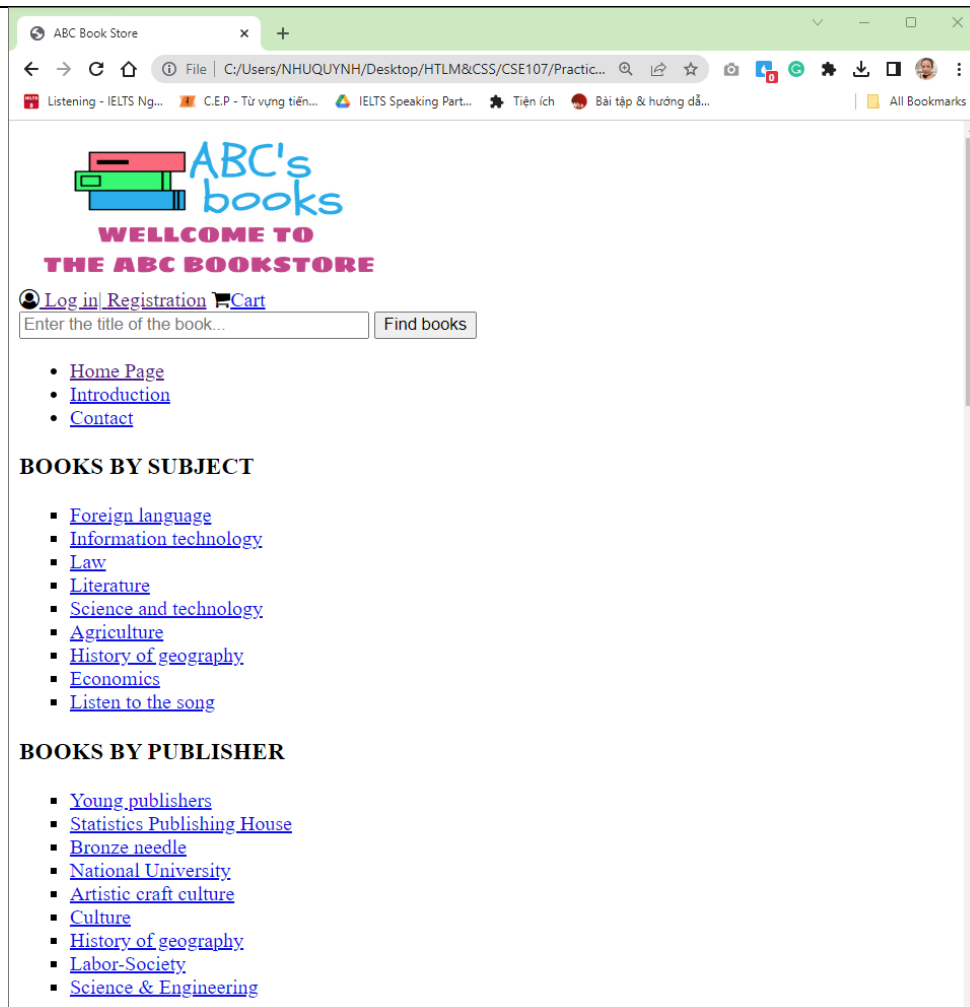 ABC Book Store
File | C:/Users/NHUQUYNH/Desktop/HTLM&CSS/CSE107/Practic...
0
Listening - IELTS Ng... C.E.P - Từ vựng tiến... IELTS Speaking Part... Tiện ích Bài tập & hướng dẫ... All Bookmarks
ABC's
books
WELLCOME TO
THE ABC BOOKSTORE
Log in| Registration Cart
Enter the title of the book... Find books
• Home Page
• Introduction
• Contact
BOOKS BY SUBJECT
▪ Foreign language
▪ Information technology
▪ Law
▪ Literature
▪ Science and technology
▪ Agriculture
▪ History of geography
▪ Economics
▪ Listen to the song
BOOKS BY PUBLISHER
▪ Young publishers
▪ Statistics Publishing House
▪ Bronze needle
▪ National University
▪ Artistic craft culture
▪ Culture
▪ History of geography
▪ Labor-Society
▪ Science & Engineering